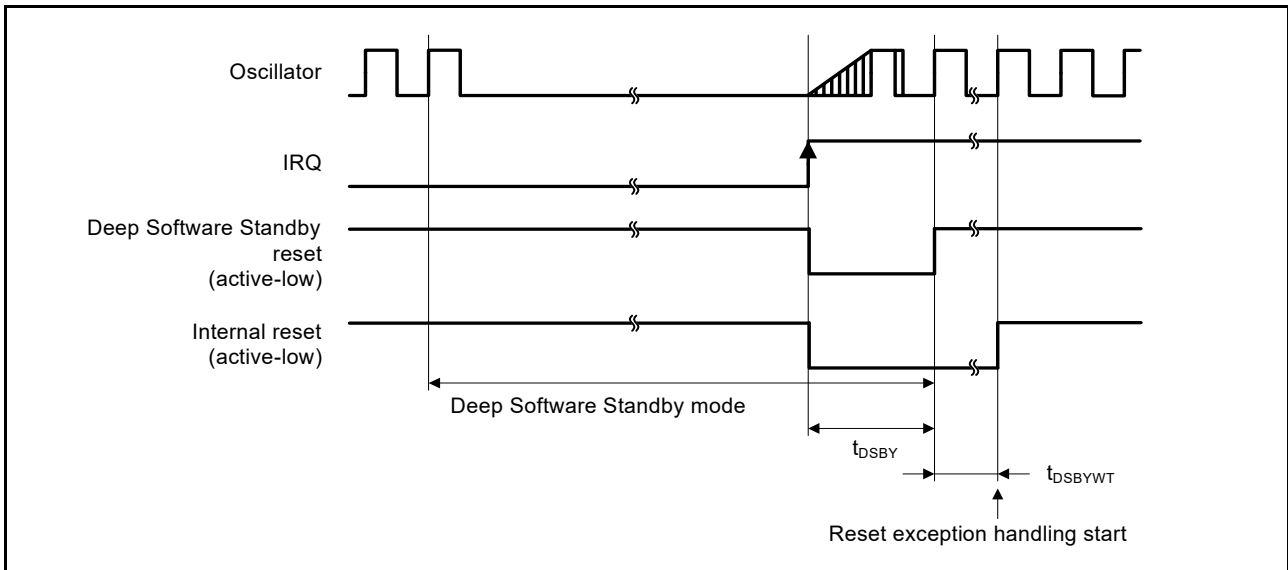 Oscillator
IRQ
Deep Software Standby
reset
(active-low)
Internal reset
(active-low)
Deep Software Standby mode
tDSBY
tDSBYWT
Reset exception handling start